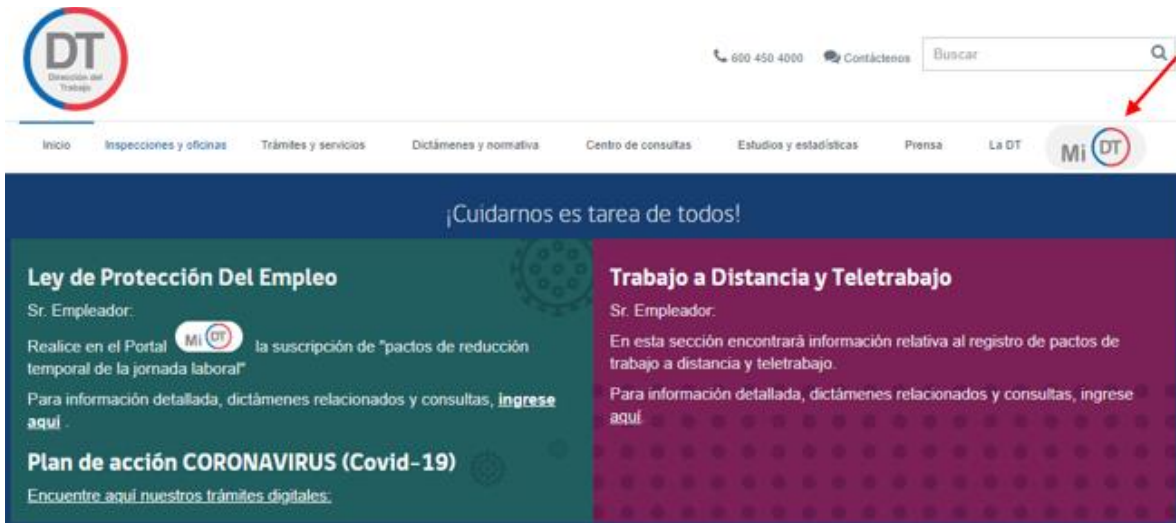 DT
Dirección del
Trabajo
600 450 4000 Contáctenos Buscar
Inicio Inspecciones y oficinas Trámites y servicios Dictámenes y normativa Centro de consultas Estudios y estadísticas Prensa La DT Mi DT
¡Cuidarnos es tarea de todos!
Ley de Protección Del Empleo
Sr. Empleador:
Realice en el Portal Mi DT la suscripción de "pactos de reducción
temporal de la jornada laboral"
Para información detallada, dictámenes relacionados y consultas, ingrese
aquí .
Plan de acción CORONAVIRUS (Covid-19)
Encuentre aquí nuestros trámites digitales:
Trabajo a Distancia y Teletrabajo
Sr. Empleador:
En esta sección encontrará información relativa al registro de pactos de
trabajo a distancia y teletrabajo.
Para información detallada, dictámenes relacionados y consultas, ingrese
aquí.